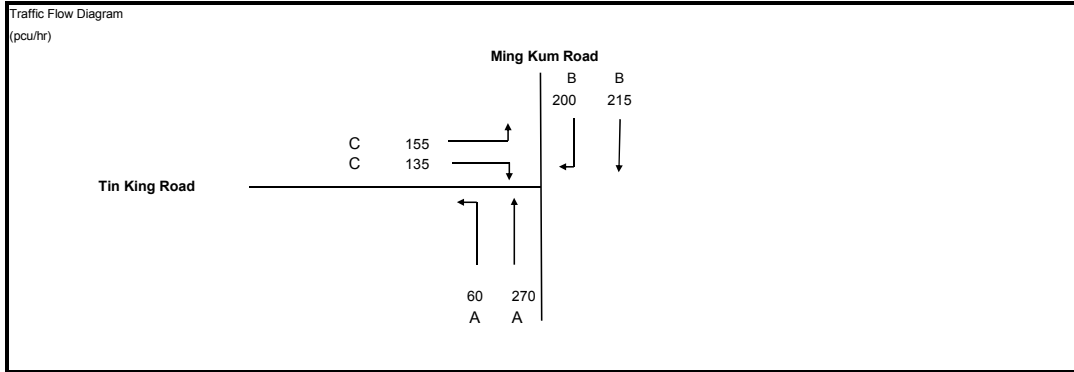 Traffic Flow Diagram
(pcu/hr)
Ming Kum Road
B B
200 215
C 155
C 135
Tin King Road
60 270
A A